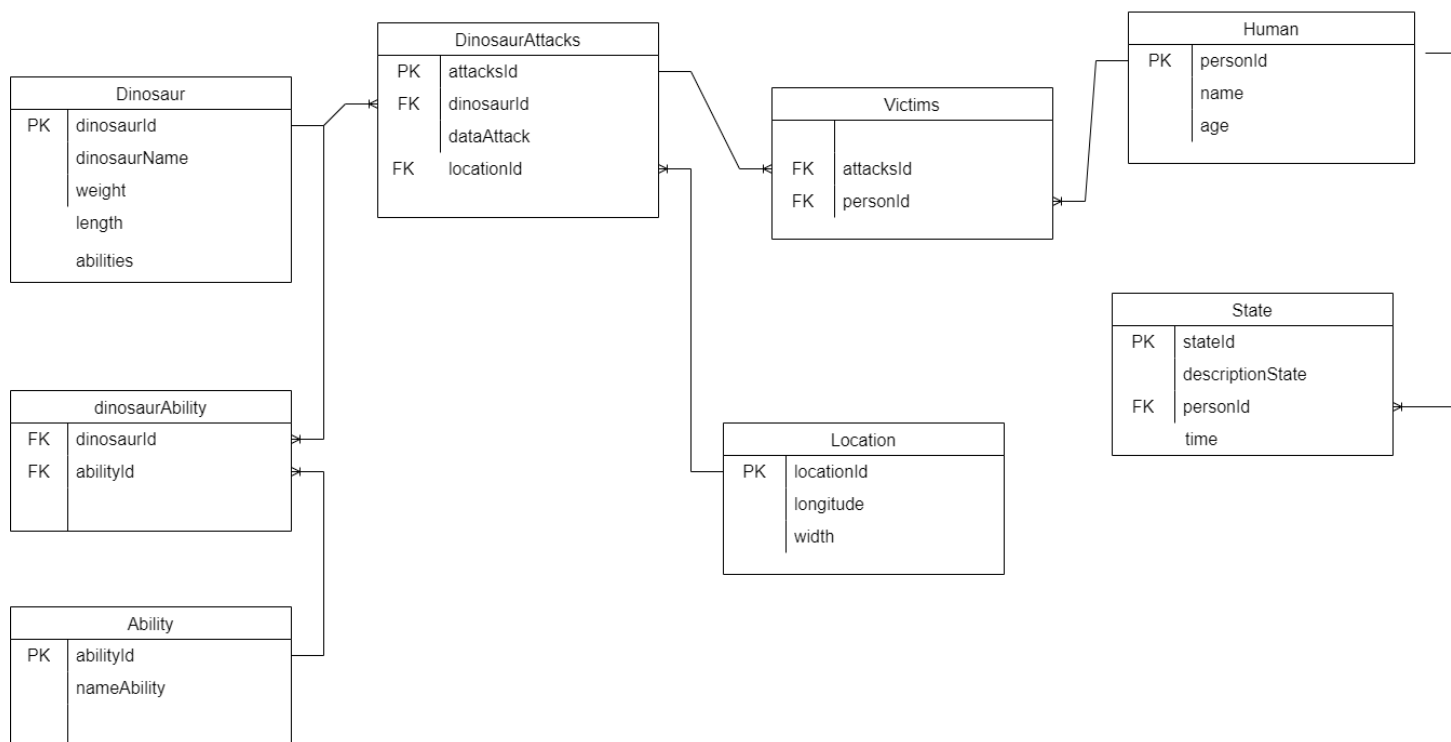 Dinosaur
PK dinosaurId
dinosaurName
weight
length
abilities
DinosaurAttacks
PK attacksId
FK dinosaurId
dataAttack
FK locationId
Victims
FK attacksId
FK personId
Human
PK personId
name
age
State
PK stateId
descriptionState
FK personId
time
dinosaurAbility
FK dinosaurId
FK abilityId
Location
PK locationId
longitude
width
Ability
PK abilityId
nameAbility